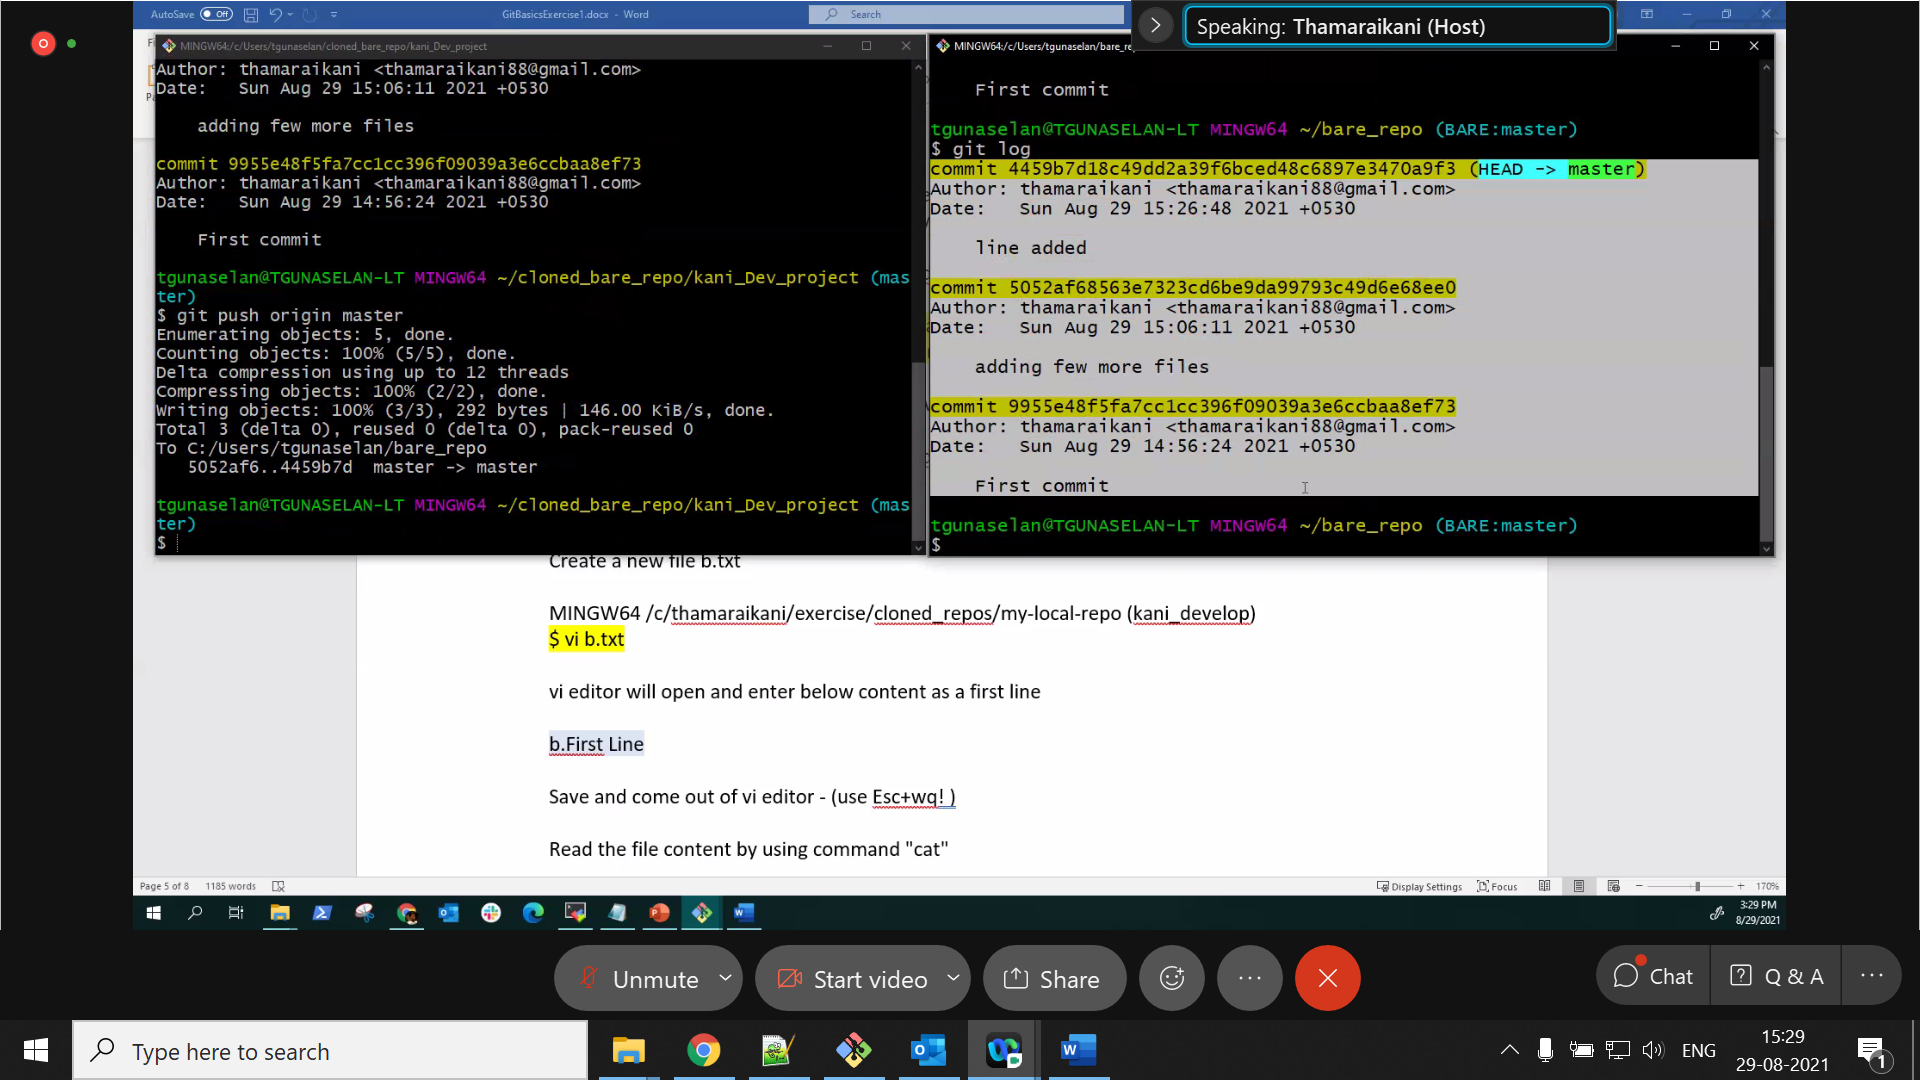 AutoSave Off
GitBasicsExercise1.docx - Word
Search
Speaking: Thamaraikani (Host)
MINGW64:/c/Users/tgunaselan/cloned_bare_repo/kani_Dev_project
Author: thamaraikani <thamaraikani88@gmail.com>
Date:   Sun Aug 29 15:06:11 2021 +0530
adding few more files
commit 9955e48f5fa7cc1cc396f09039a3e6ccbaa8ef73
Author: thamaraikani <thamaraikani88@gmail.com>
Date:   Sun Aug 29 14:56:24 2021 +0530
First commit
tgunaselan@TGUNASELAN-LT MINGW64 ~/cloned_bare_repo/kani_Dev_project (mas
ter)
$ git push origin master
Enumerating objects: 5, done.
Counting objects: 100% (5/5), done.
Delta compression using up to 12 threads
Compressing objects: 100% (2/2), done.
Writing objects: 100% (3/3), 292 bytes | 146.00 KiB/s, done.
Total 3 (delta 0), reused 0 (delta 0), pack-reused 0
To C:/Users/tgunaselan/bare_repo
5052af6..4459b7d  master -> master
tgunaselan@TGUNASELAN-LT MINGW64 ~/cloned_bare_repo/kani_Dev_project (mas
ter)
$
MINGW64:/c/Users/tgunaselan/bare_re
First commit
tgunaselan@TGUNASELAN-LT MINGW64 ~/bare_repo (BARE:master)
$ git log
commit 4459b7d18c49dd2a39f6bced48c6897e3470a9f3 (HEAD -> master)
Author: thamaraikani <thamaraikani88@gmail.com>
Date:   Sun Aug 29 15:26:48 2021 +0530
line added
commit 5052af68563e7323cd6be9da99793c49d6e68ee0
Author: thamaraikani <thamaraikani88@gmail.com>
Date:   Sun Aug 29 15:06:11 2021 +0530
adding few more files
commit 9955e48f5fa7cc1cc396f09039a3e6ccbaa8ef73
Author: thamaraikani <thamaraikani88@gmail.com>
Date:   Sun Aug 29 14:56:24 2021 +0530
First commit
tgunaselan@TGUNASELAN-LT MINGW64 ~/bare_repo (BARE:master)
$
Create a new file b.txt
MINGW64 /c/thamaraikani/exercise/cloned_repos/my-local-repo (kani_develop)
$ vi b.txt
vi editor will open and enter below content as a first line
b.First Line
Save and come out of vi editor - (use Esc+wq! )
Read the file content by using command "cat"
Page 5 of 8 1185 words
Display Settings Focus 170%
3:29 PM
8/29/2021
Unmute
Start video
Share
Chat
Q & A
Type here to search
ENG
15:29
29-08-2021
1